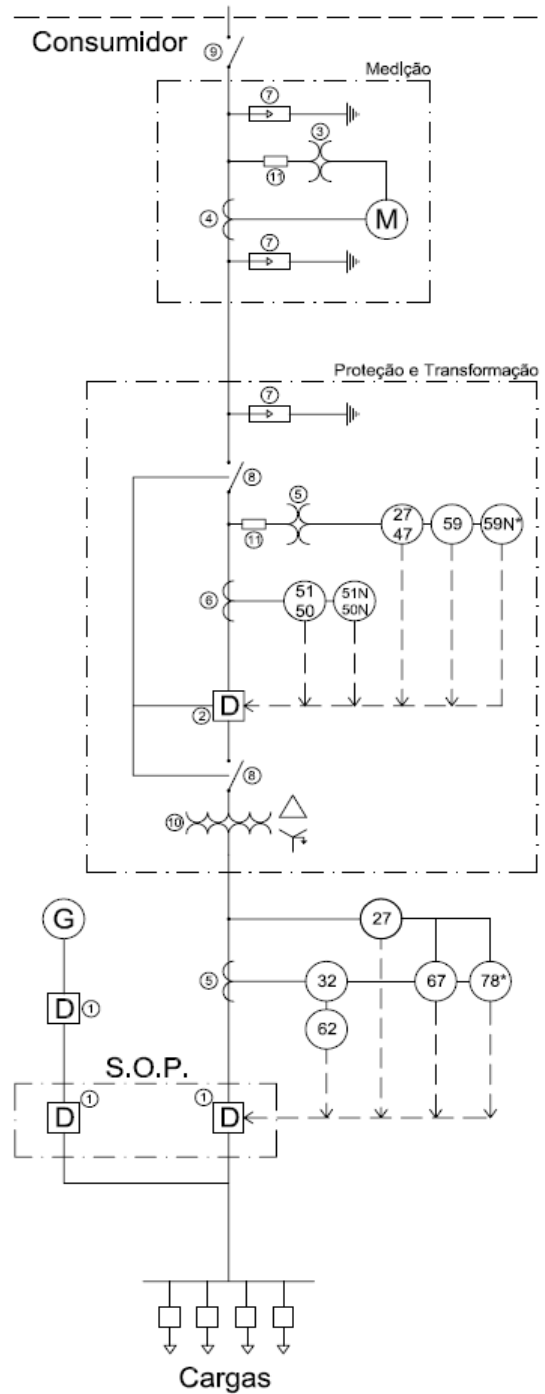 Consumidor
9
Medição
7
3
11
4
M
7
Proteção e Transformação
7
8
5
11
27
47
59
59N*
6
51
50
51N
50N
D
2
8
10
G
27
5
32
67
78*
D
1
62
S.O.P.
1
1
D
D
Cargas